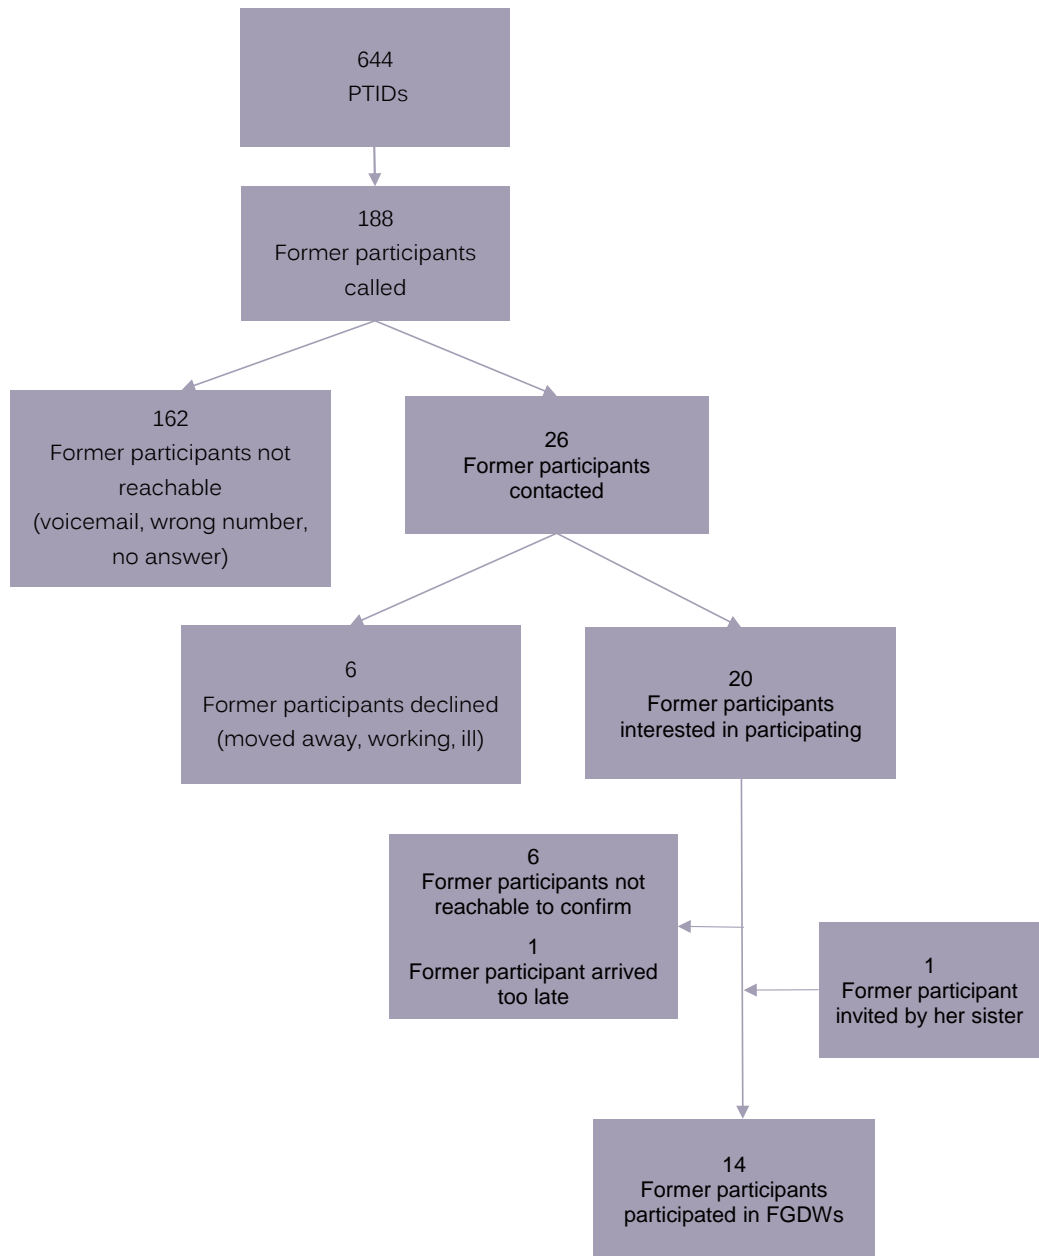 644
PTIDs
188
Former participants
called
162
Former participants not
reachable
(voicemail, wrong number,
no answer)
26
Former participants
contacted
6
Former participants declined
(moved away, working, ill)
20
Former participants
interested in participating
6
Former participants not
reachable to confirm
1
Former participant arrived
too late
1
Former participant
invited by her sister
14
Former participants
participated in FGDWs